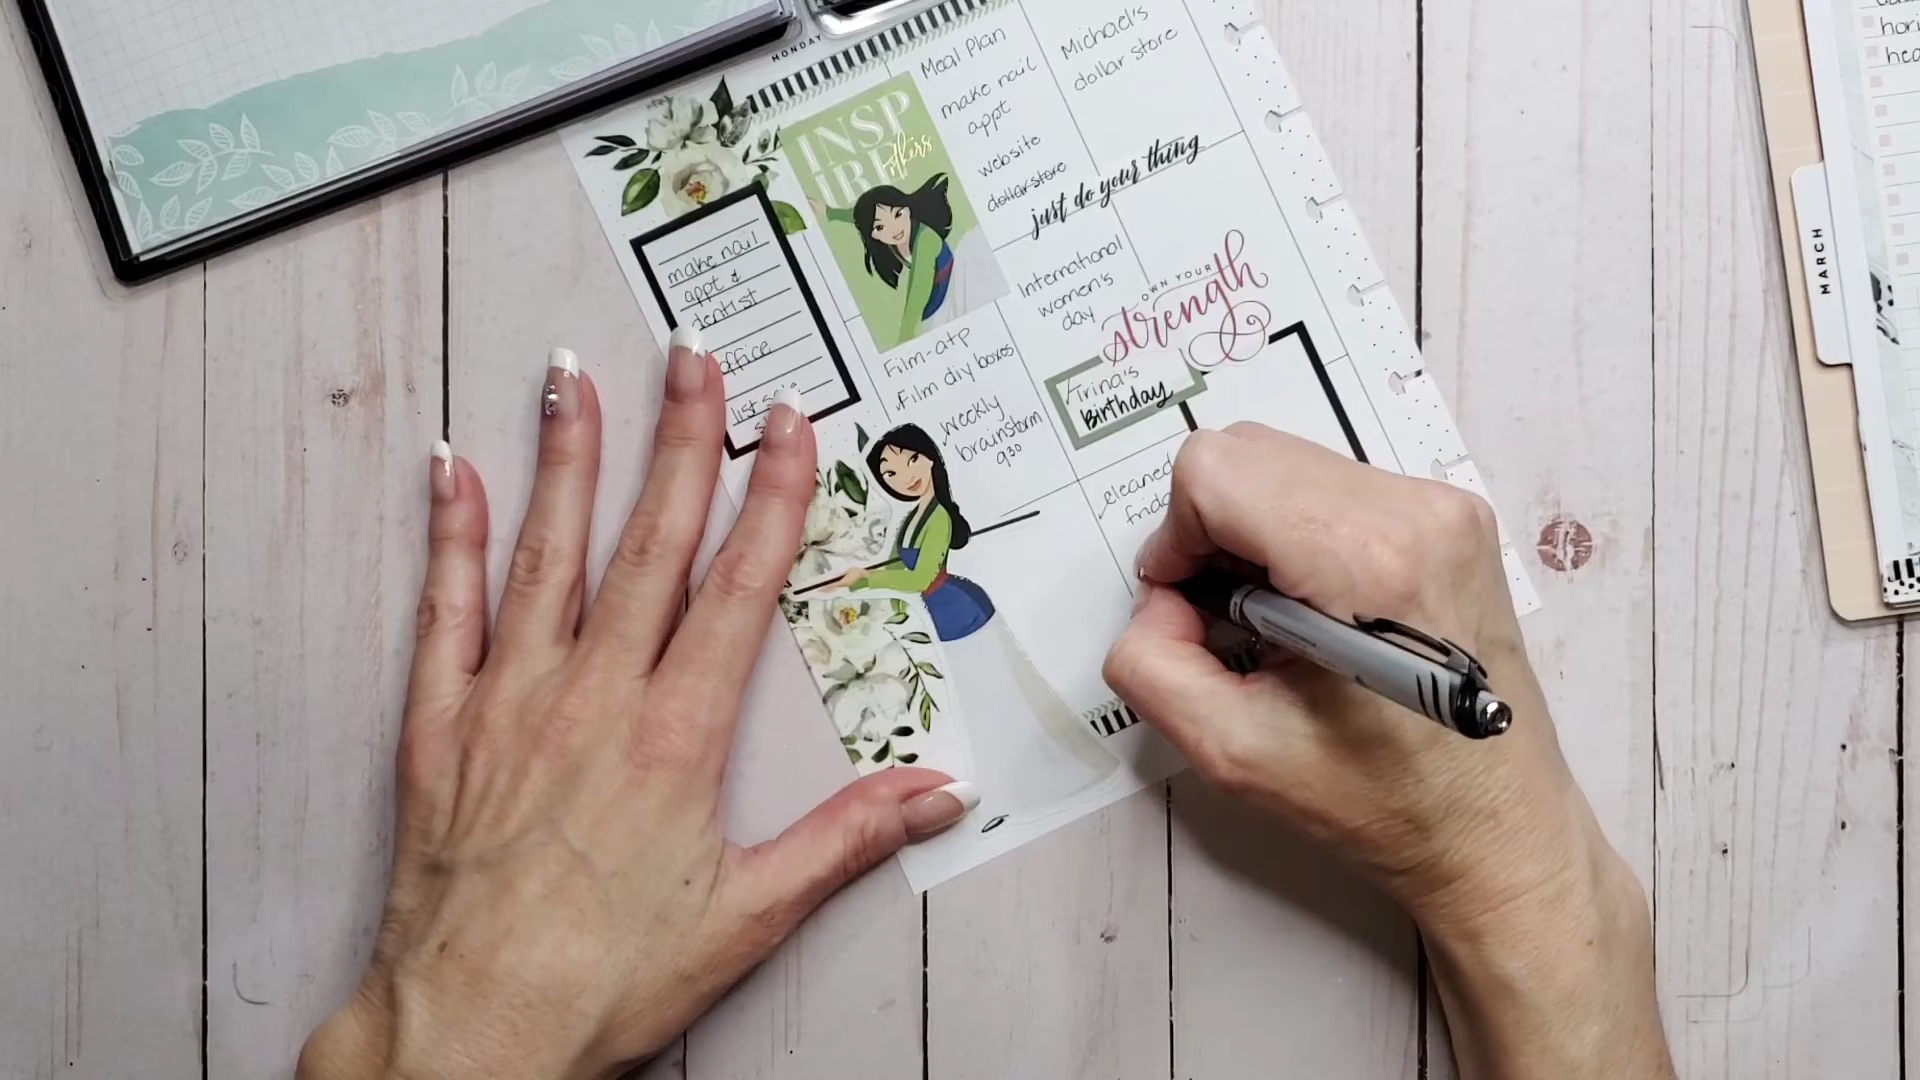 MONDAY
INSP
IRE
others
make nail
appt &
dentist
office
Meal Plan
make nail
appt
website
dollar store
Michael's
dollar store
just do your thing
International
women's
day
OWN YOUR
strength
Film-atp
Film diy boxes
weekly
brainstorm
930
Birthday
cleaned
MARCH